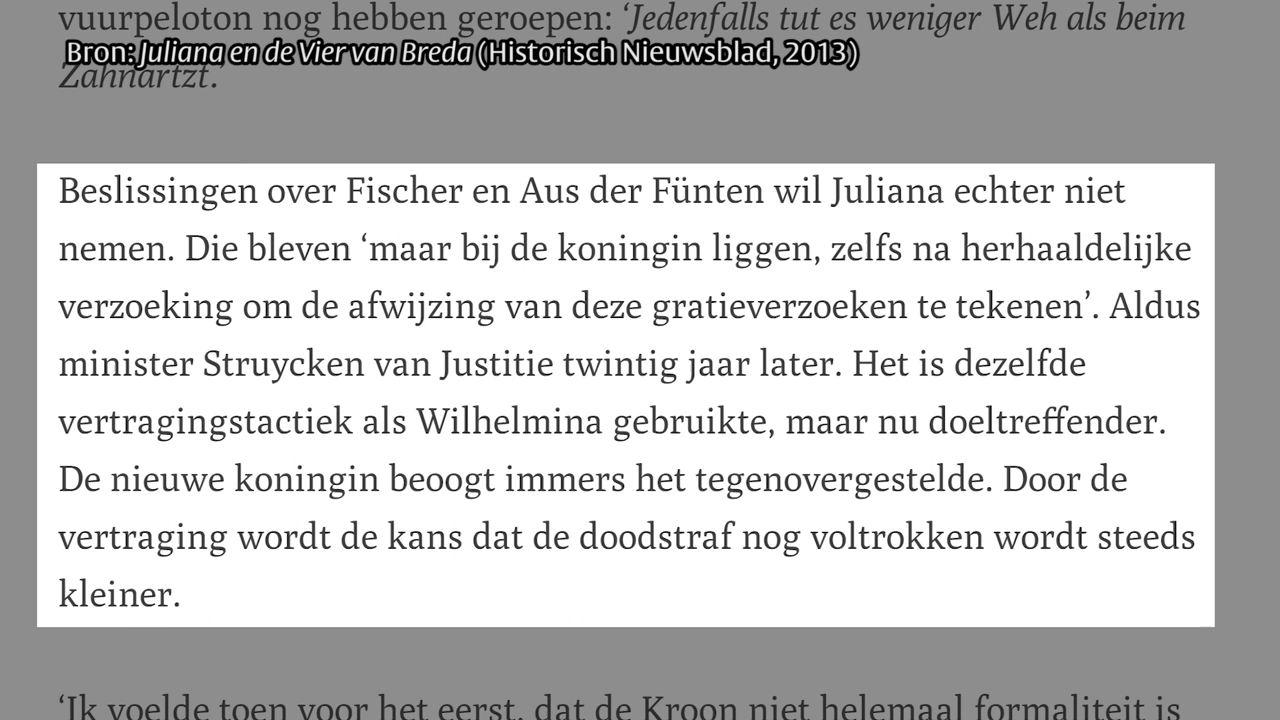 vuurpeloton nog hebben geroepen: ‘Jedenfalls tut es weniger Weh als beim
Bron: Juliana en de Vier van Breda (Historisch Nieuwsblad, 2013)
Zahnartzt.’
Beslissingen over Fischer en Aus der Fünten wil Juliana echter niet
nemen. Die bleven ‘maar bij de koningin liggen, zelfs na herhaaldelijke
verzoeking om de afwijzing van deze gratieverzoeken te tekenen’. Aldus
minister Struycken van Justitie twintig jaar later. Het is dezelfde
vertragingstactiek als Wilhelmina gebruikte, maar nu doeltreffender.
De nieuwe koningin beoogt immers het tegenovergestelde. Door de
vertraging wordt de kans dat de doodstraf nog voltrokken wordt steeds
kleiner.
‘Ik voelde toen voor het eerst, dat de Kroon niet helemaal formaliteit is